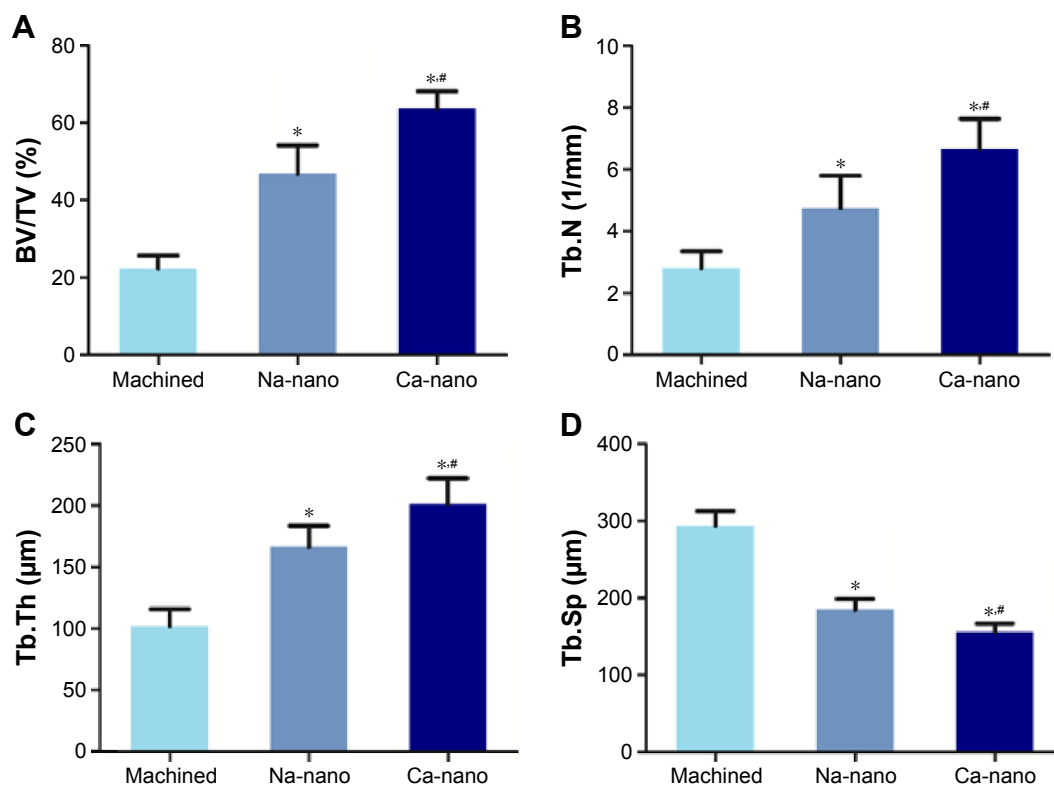 A
BV/TV (%)
80
60
40
20
0
*
*,#
Machined
Na-nano
Ca-nano
B
Tb.N (1/mm)
10
8
6
4
2
0
*
*,#
Machined
Na-nano
Ca-nano
C
Tb.Th (µm)
250
200
150
100
50
0
*
*,#
Machined
Na-nano
Ca-nano
D
Tb.Sp (µm)
400
300
200
100
0
*
*,#
Machined
Na-nano
Ca-nano